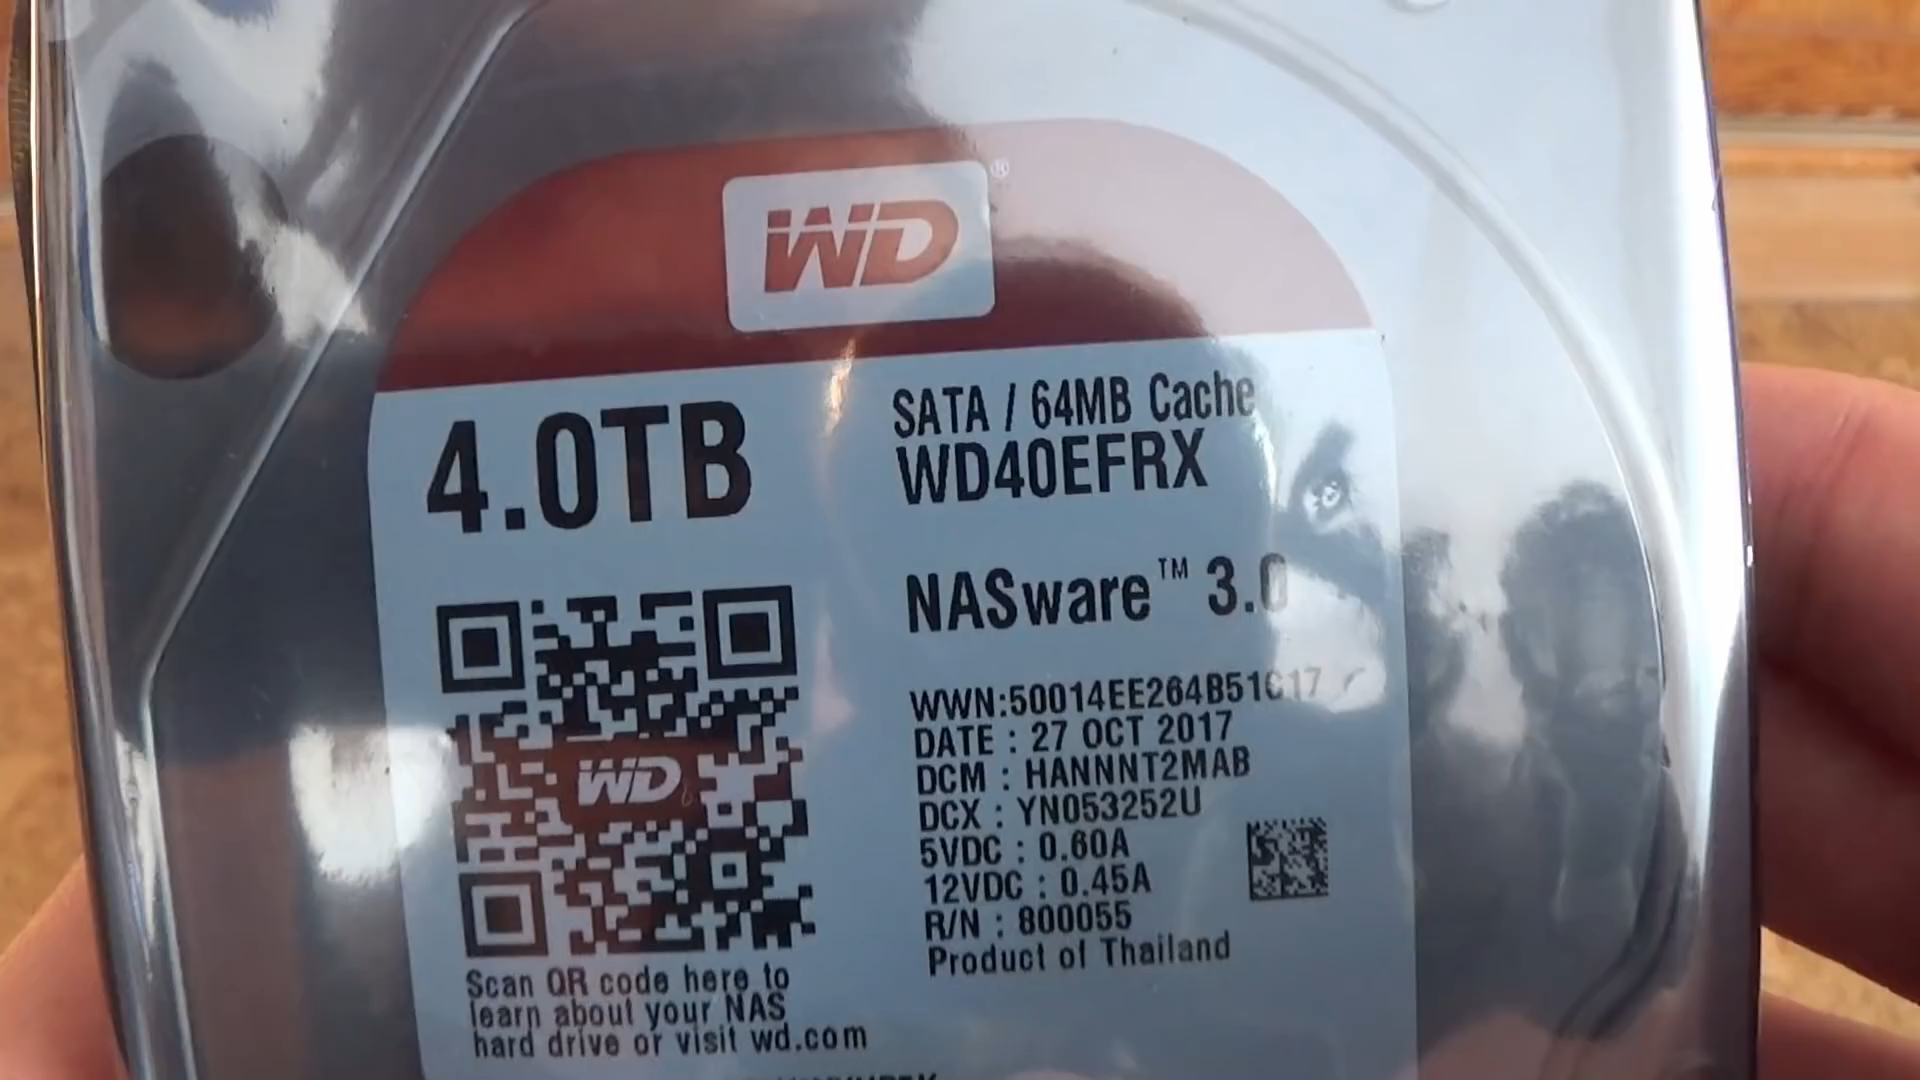 WD®
4.0TB
SATA / 64MB Cache
WD40EFRX
NASware™ 3.0
WWN:50014EE264B51C17
DATE : 27 OCT 2017
DCM : HANNNT2MAB
DCX : YN053252U
5VDC : 0.60A
12VDC : 0.45A
R/N : 800055
Product of Thailand
WD
Scan QR code here to
learn about your NAS
hard drive or visit wd.com